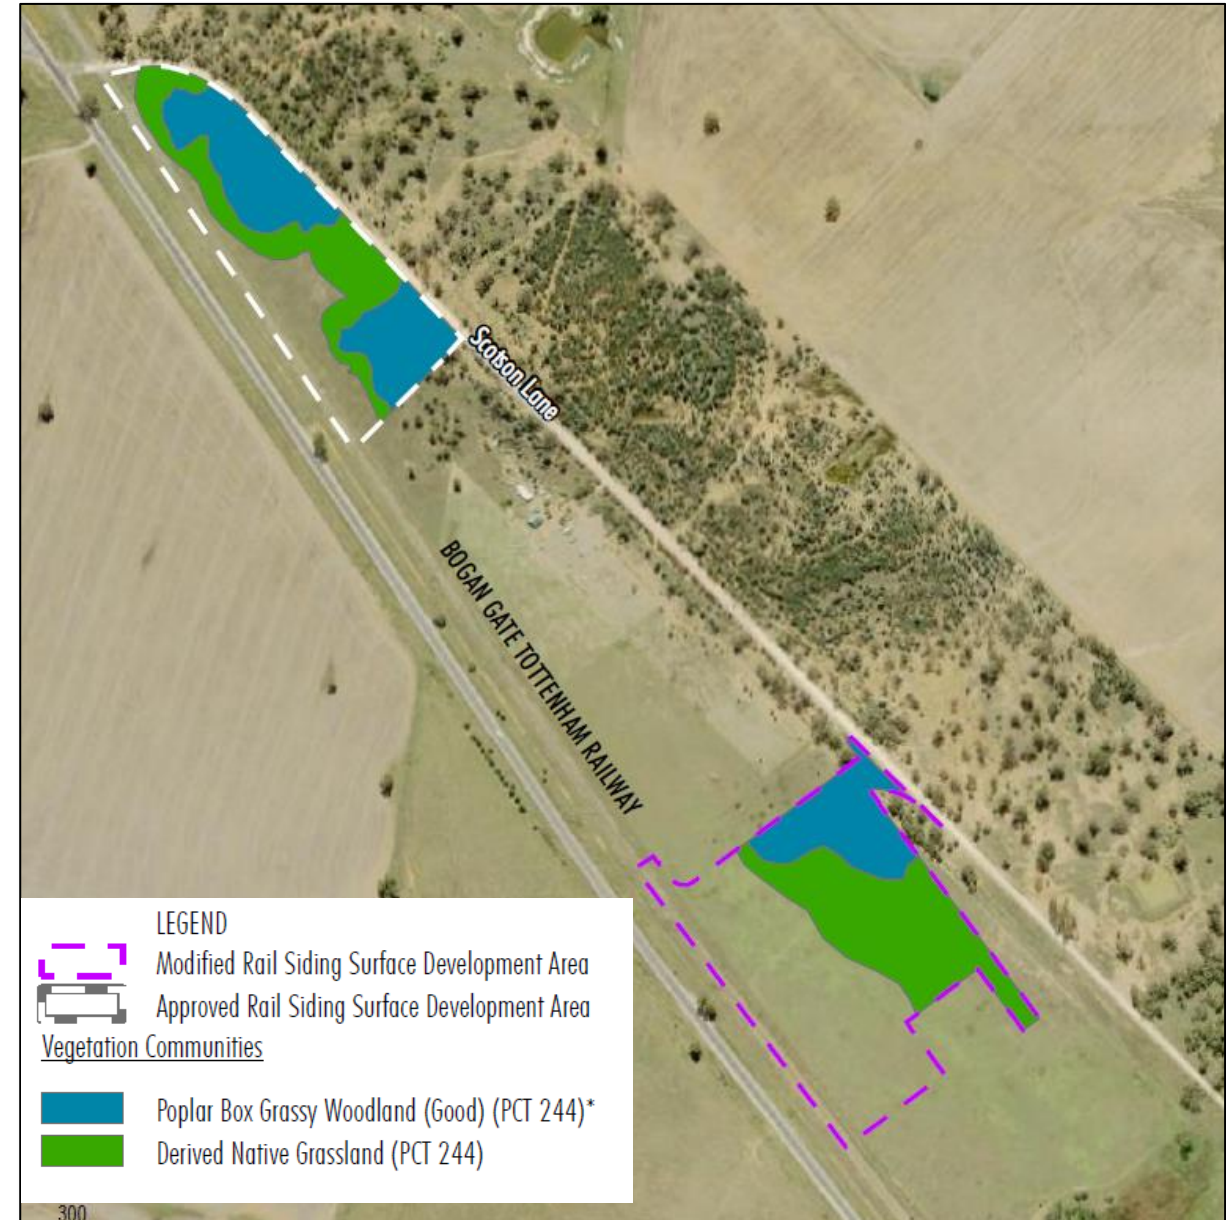 Scotson Lane
BOGAN GATE TOTTENHAM RAILWAY
LEGEND
Modified Rail Siding Surface Development Area
Approved Rail Siding Surface Development Area
Vegetation Communities
Poplar Box Grassy Woodland (Good) (PCT 244)*
Derived Native Grassland (PCT 244)
300